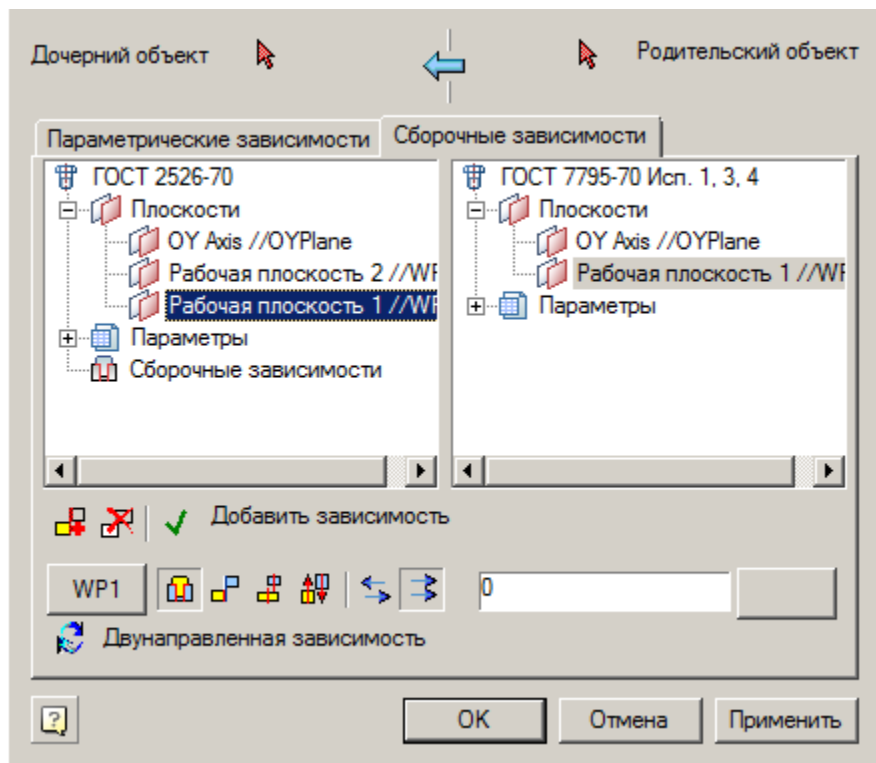 Дочерний объект
Родительский объект
Параметрические зависимости
Сборочные зависимости
ГОСТ 2526-70
Плоскости
OY Axis //OYPlane
Рабочая плоскость 2 //WF
Рабочая плоскость 1 //WF
Параметры
Сборочные зависимости
ГОСТ 7795-70 Исп. 1, 3, 4
Плоскости
OY Axis //OYPlane
Рабочая плоскость 1 //WF
Параметры
Добавить зависимость
WP1
0
Двунаправленная зависимость
?
OK
Отмена
Применить